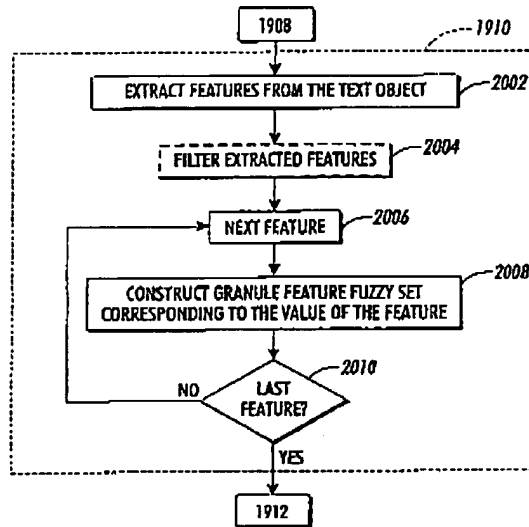 1908
1910
EXTRACT FEATURES FROM THE TEXT OBJECT
2002
FILTER EXTRACTED FEATURES
2004
NEXT FEATURE
2006
CONSTRUCT GRANULE FEATURE FUZZY SET
CORRESPONDING TO THE VALUE OF THE FEATURE
2008
LAST
FEATURE?
2010
NO
YES
1912